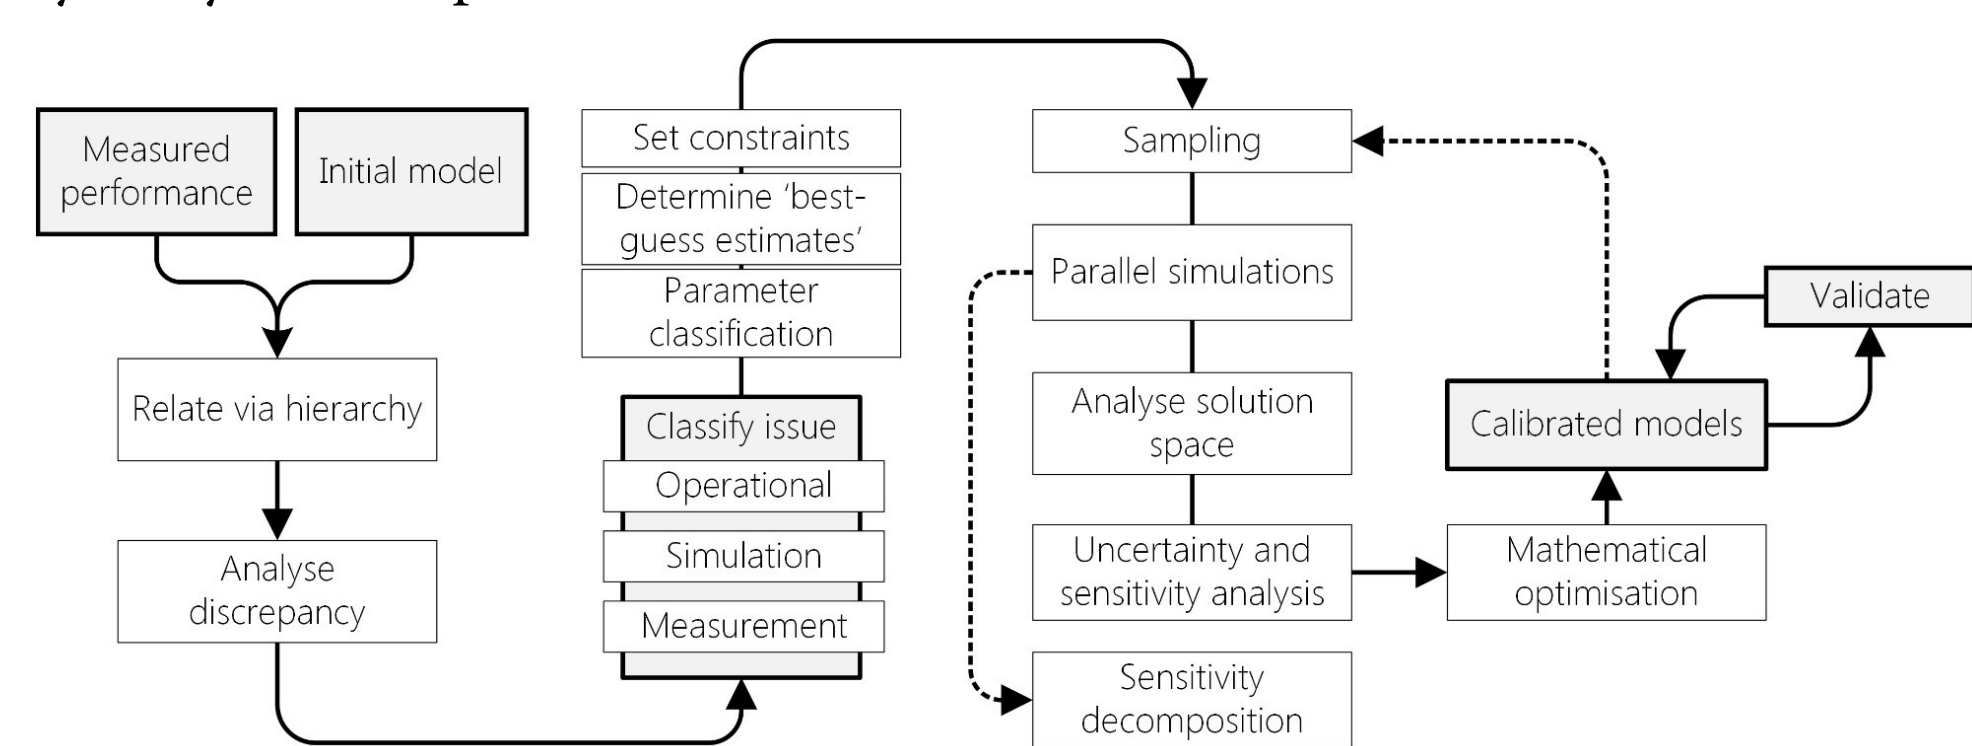 Measured
performance
Initial model
Relate via hierarchy
Analyse
discrepancy
Set constraints
Determine ‘best-
guess estimates’
Parameter
classification
Classify issue
Operational
Simulation
Measurement
Sampling
Parallel simulations
Analyse solution
space
Uncertainty and
sensitivity analysis
Sensitivity
decomposition
Validate
Calibrated models
Mathematical
optimisation